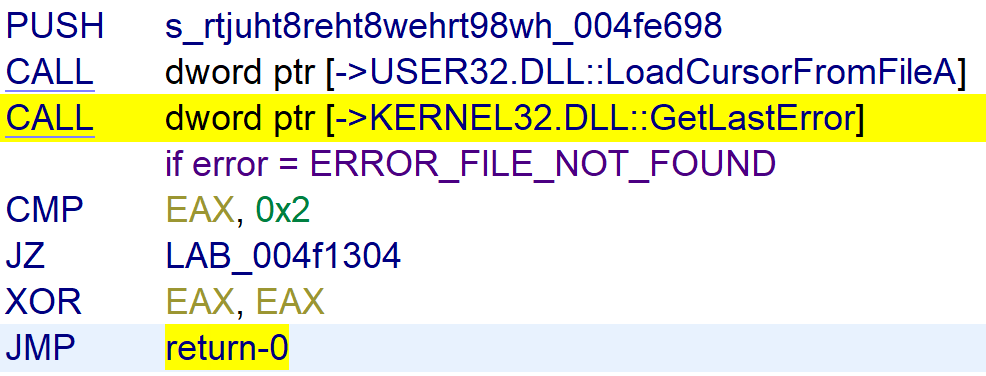 PUSH s_rtjuht8reht8wehrt98wh_004fe698
CALL dword ptr [->USER32.DLL::LoadCursorFromFileA]
CALL dword ptr [->KERNEL32.DLL::GetLastError]
if error = ERROR_FILE_NOT_FOUND
CMP EAX, 0x2
JZ LAB_004f1304
XOR EAX, EAX
JMP return-0